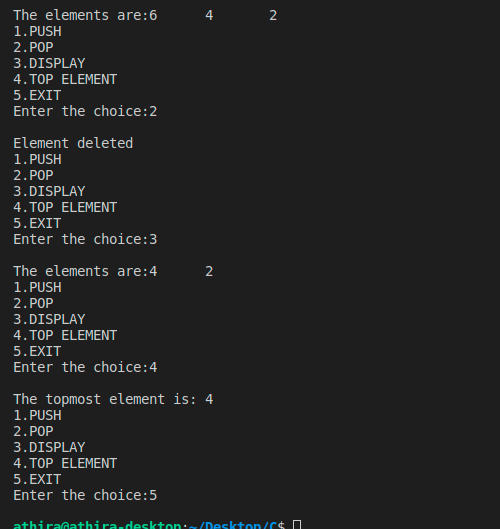 The elements are:6      4       2
1.PUSH
2.POP
3.DISPLAY
4.TOP ELEMENT
5.EXIT
Enter the choice:2
Element deleted
1.PUSH
2.POP
3.DISPLAY
4.TOP ELEMENT
5.EXIT
Enter the choice:3
The elements are:4      2
1.PUSH
2.POP
3.DISPLAY
4.TOP ELEMENT
5.EXIT
Enter the choice:4
The topmost element is: 4
1.PUSH
2.POP
3.DISPLAY
4.TOP ELEMENT
5.EXIT
Enter the choice:5
athira@athira-desktop:~/Desktop/C$